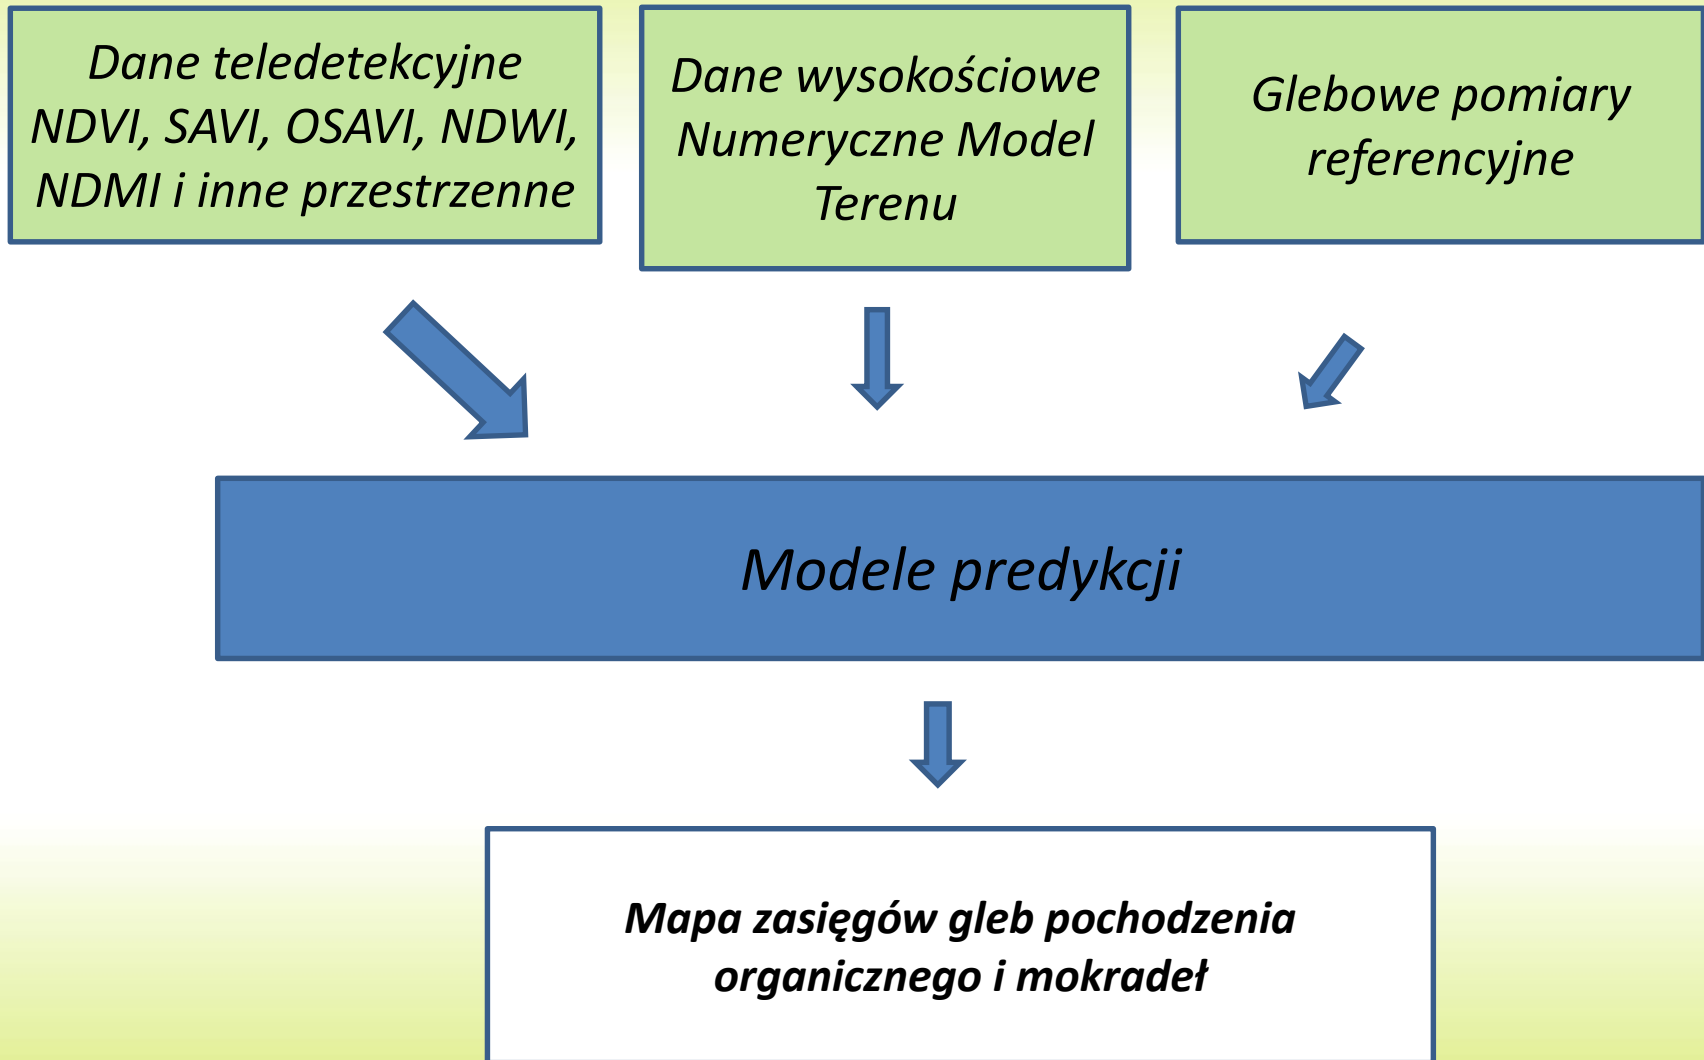 Dane teledetekcyjne
NDVI, SAVI, OSAVI, NDWI,
NDMI i inne przestrzenne
Dane wysokościowe
Numeryczne Model
Terenu
Glebowe pomiary
referencyjne
Modele predykcji
Mapa zasięgów gleb pochodzenia
organicznego i mokradeł